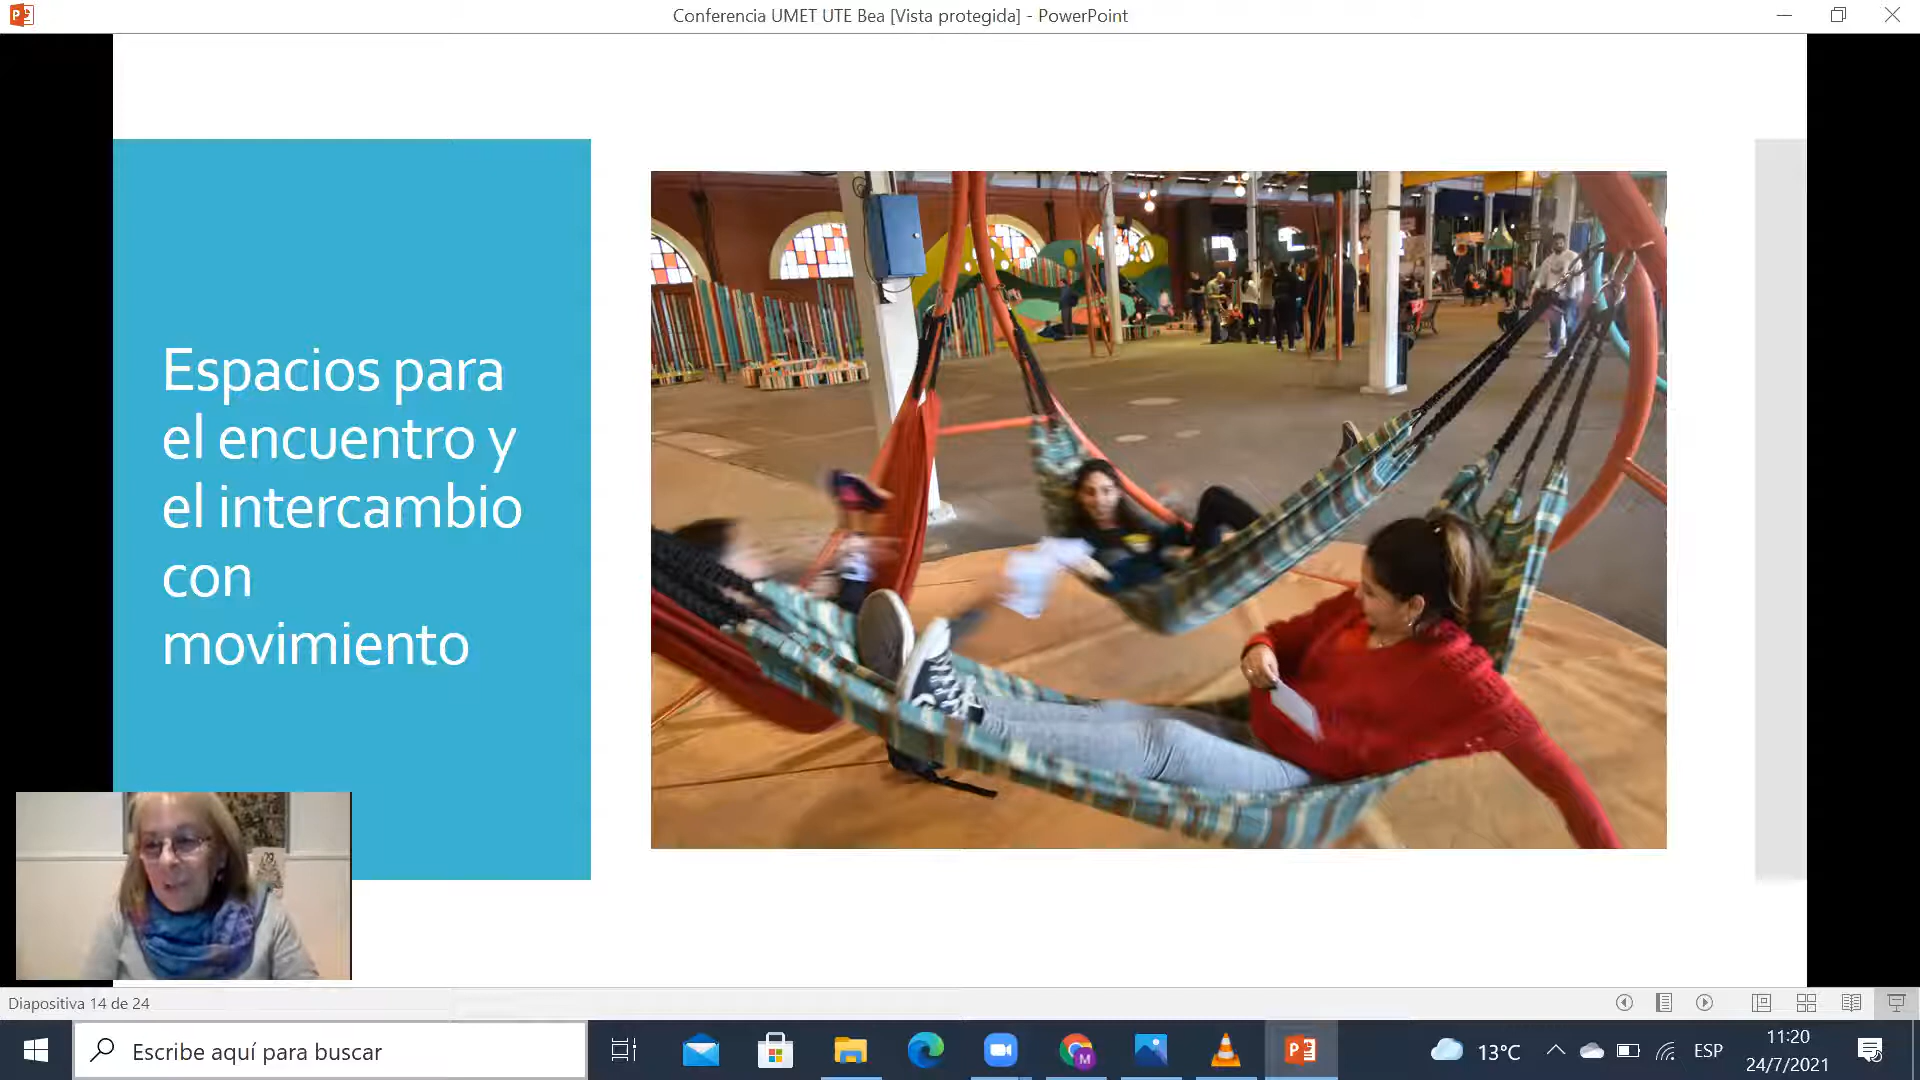 Conferencia UMET UTE Bea [Vista protegida] - PowerPoint
Espacios para
el encuentro y
el intercambio
con
movimiento
Diapositiva 14 de 24
Escribe aquí para buscar
13°C
ESP
11:20
24/7/2021